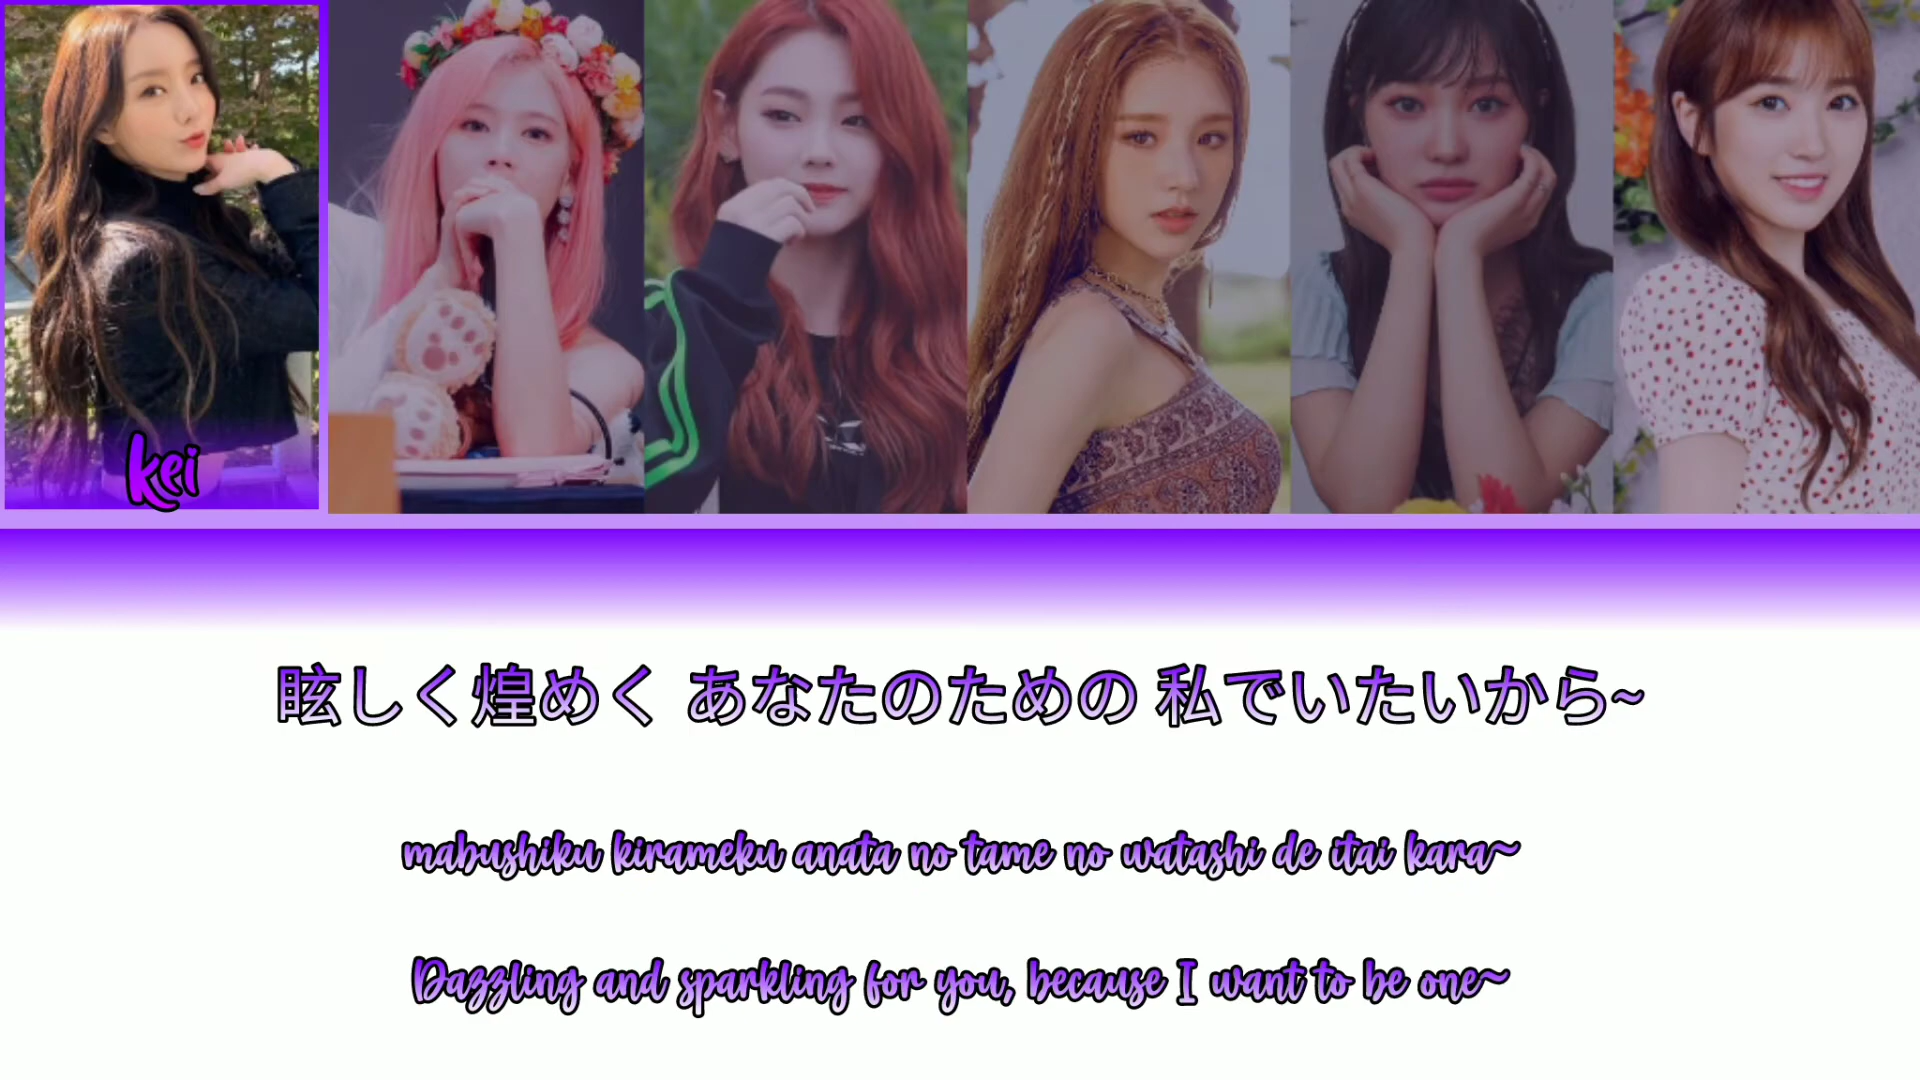 kei
眩しく煌めく あなたのための 私でいたいから~
mabushiku kirameku anata no tame no watashi de itai kara~
Dazzling and sparkling for you, because I want to be one~